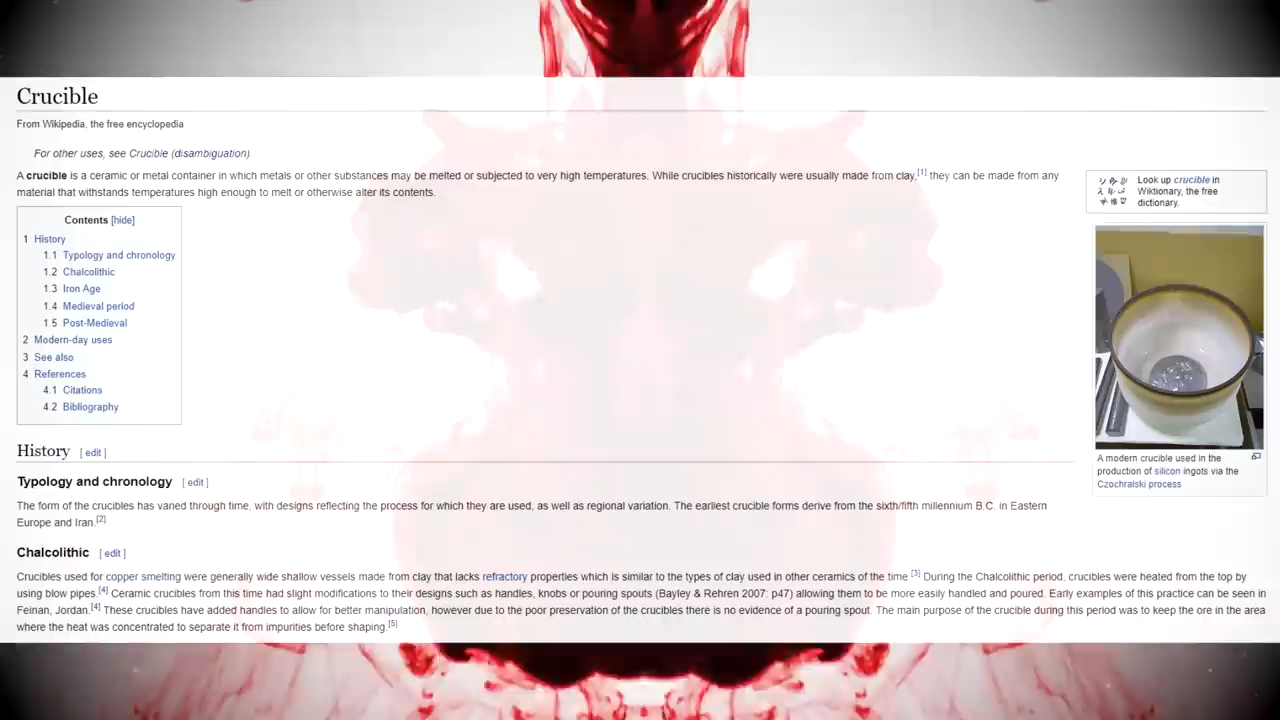 Crucible
From Wikipedia, the free encyclopedia
For other uses, see Crucible (disambiguation).
A crucible is a ceramic or metal container in which metals or other substances may be melted or subjected to very high temperatures. While crucibles historically were usually made from clay,[1] they can be made from any
material that withstands temperatures high enough to melt or otherwise alter its contents.
Look up crucible in
Wiktionary, the free
dictionary.
Contents [hide]
1 History
1.1 Typology and chronology
1.2 Chalcolithic
1.3 Iron Age
1.4 Medieval period
1.5 Post-Medieval
2 Modern-day uses
3 See also
4 References
4.1 Citations
4.2 Bibliography
A modern crucible used in the
production of silicon ingots via the
Czochralski process
History [ edit ]
Typology and chronology [ edit ]
The form of the crucibles has varied through time, with designs reflecting the process for which they are used, as well as regional variation. The earliest crucible forms derive from the sixth/fifth millennium B.C. in Eastern
Europe and Iran.[2]
Chalcolithic [ edit ]
Crucibles used for copper smelting were generally wide shallow vessels made from clay that lacks refractory properties which is similar to the types of clay used in other ceramics of the time.[3] During the Chalcolithic period, crucibles were heated from the top by
using blow pipes.[4] Ceramic crucibles from this time had slight modifications to their designs such as handles, knobs or pouring spouts (Bayley & Rehren 2007: p47) allowing them to be more easily handled and poured. Early examples of this practice can be seen in
Feinan, Jordan.[4] These crucibles have added handles to allow for better manipulation, however due to the poor preservation of the crucibles there is no evidence of a pouring spout. The main purpose of the crucible during this period was to keep the ore in the area
where the heat was concentrated to separate it from impurities before shaping.[5]